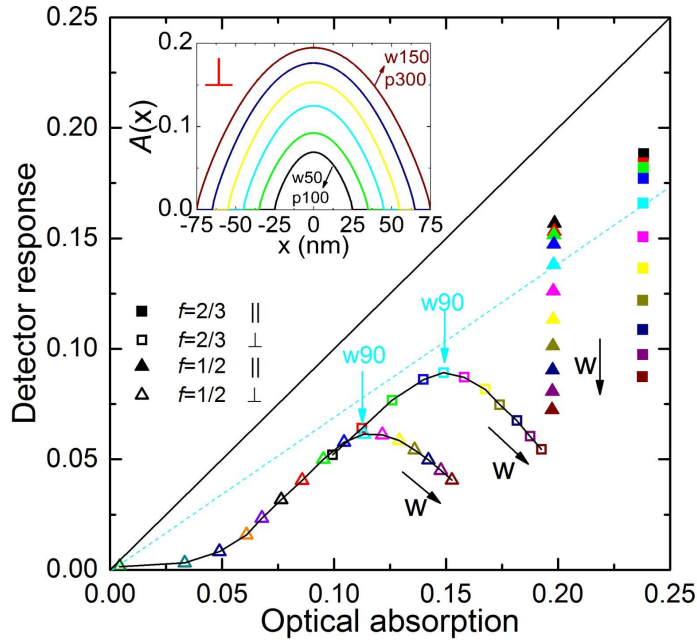 0.25
0.20
0.15
0.10
0.05
0.00
Detector response
0.2
0.1
0.0
A(x)
⊥
w150
p300
w50
p100
-75 -50 -25 0 25 50 75
x (nm)
f=2/3 ||
f=2/3 ⊥
f=1/2 ||
f=1/2 ⊥
w90
w90
w
w
w
0.00 0.05 0.10 0.15 0.20 0.25
Optical absorption